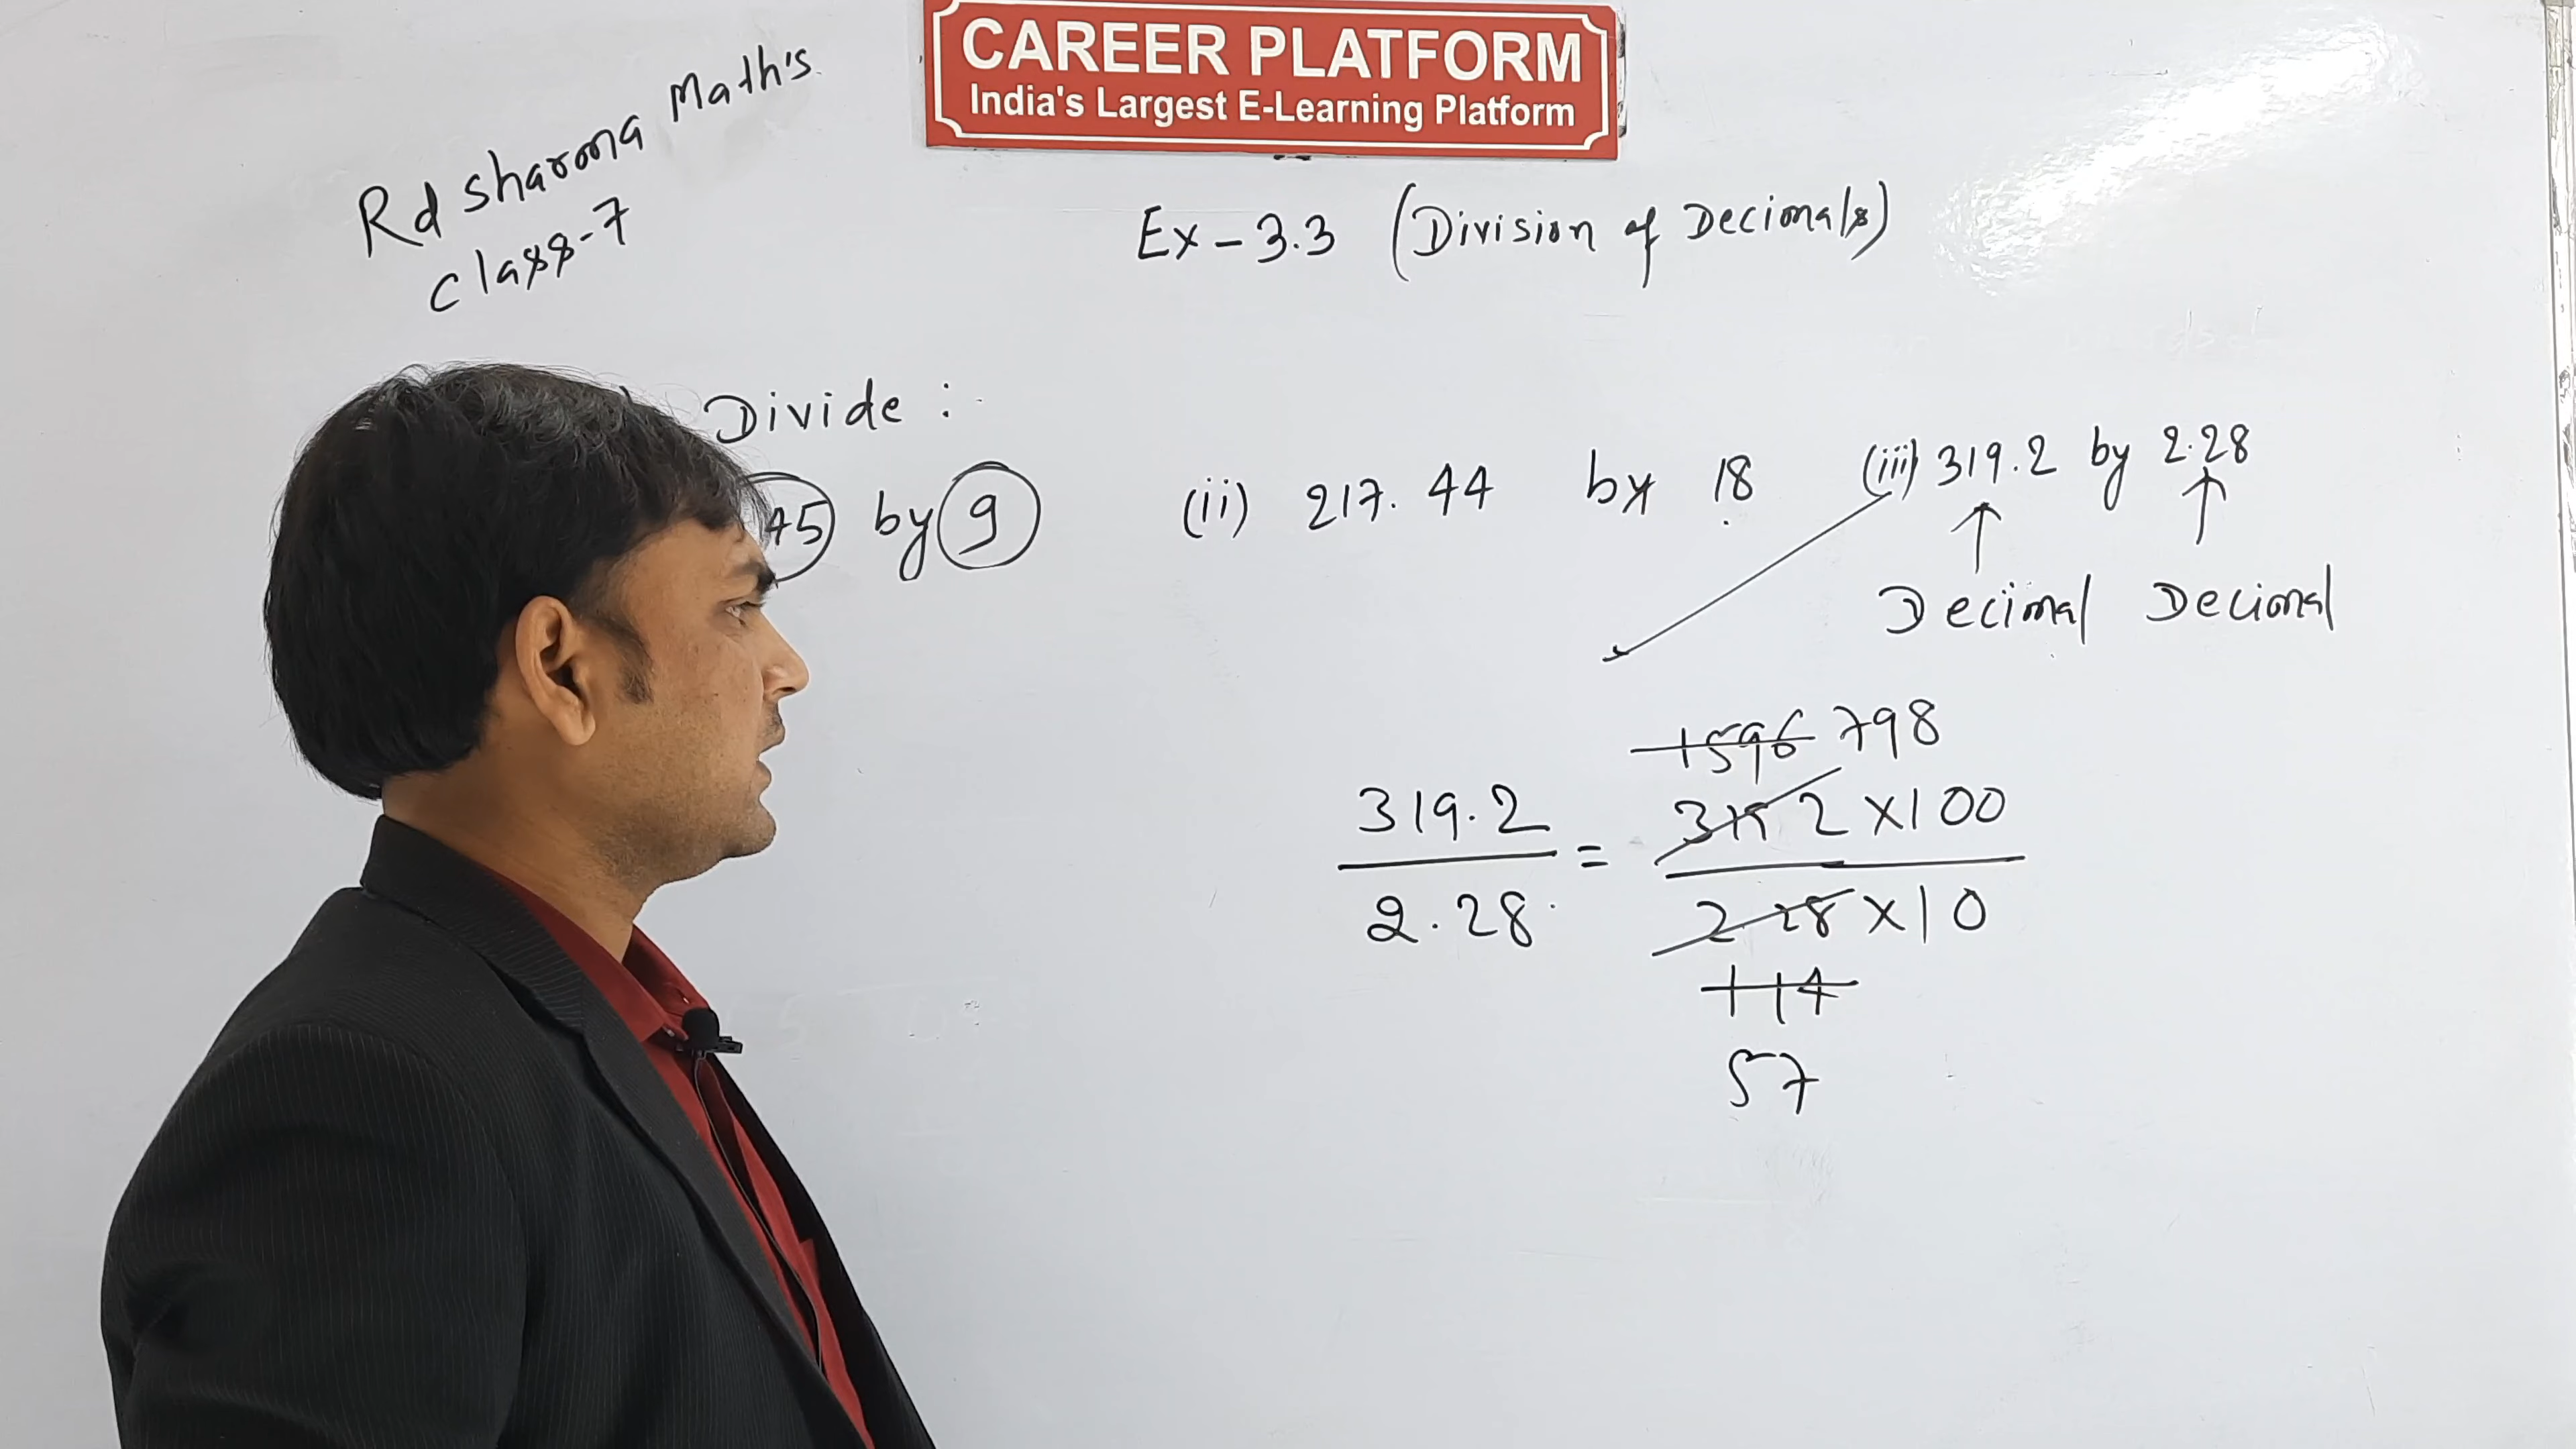 CAREER PLATFORM
India's Largest E-Learning Platform
Rd Sharma Math's
Class-7
Ex-3.3 (Division of Decimals)
Divide :
45 by 9
(ii) 217.44 by 18
(iii) 319.2 by 2.28
Decimal Decimal
1596 798
319.2 = 3192 ×100
2.28 228 ×10
114
57